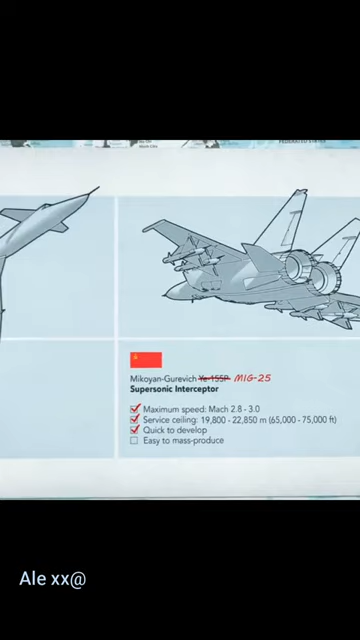 Mikoyan-Gurevich Ye-155P MIG-25
Supersonic Interceptor
Maximum speed: Mach 2.8 - 3.0
Service ceiling: 19,800 - 22,850 m (65,000 - 75,000 ft)
Quick to develop
Easy to mass-produce
Ale xx@